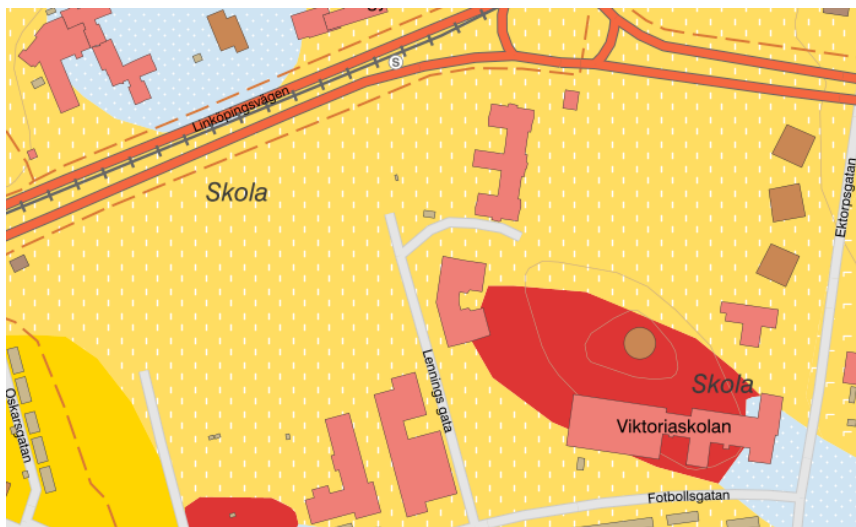 S
Linköpingsvägen
Skola
Ektorpsgatan
Lennings gata
Oskarsgatan
Skola
Viktoriaskolan
Fotbollsgatan